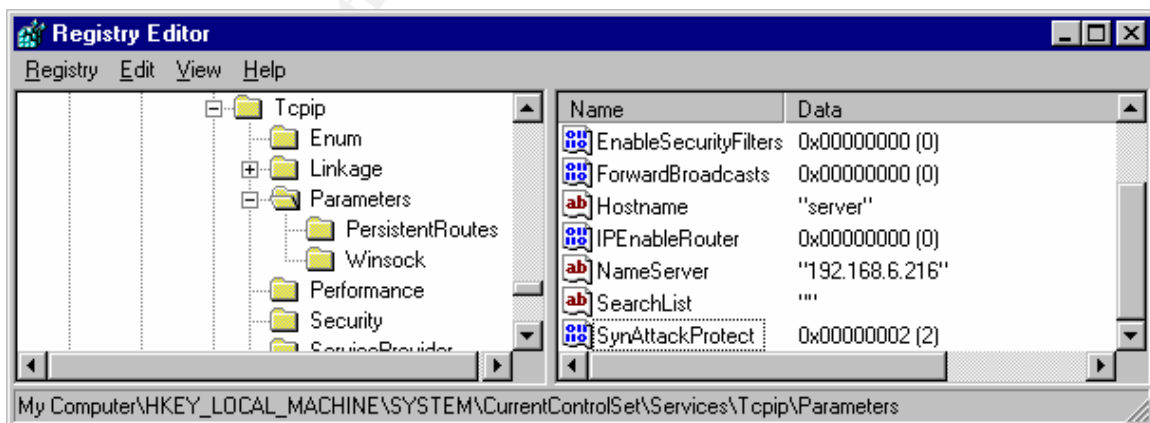 Registry Editor
Registry Edit View Help
Tcpip
Enum
Linkage
Parameters
PersistentRoutes
Winsock
Performance
Security
ServiceProvider
Name Data
EnableSecurityFilters 0x00000000 (0)
ForwardBroadcasts 0x00000000 (0)
Hostname "server"
IPEnableRouter 0x00000000 (0)
NameServer "192.168.6.216"
SearchList ""
SynAttackProtect 0x00000002 (2)
My Computer\HKEY_LOCAL_MACHINE\SYSTEM\CurrentControlSet\Services\Tcpip\Parameters